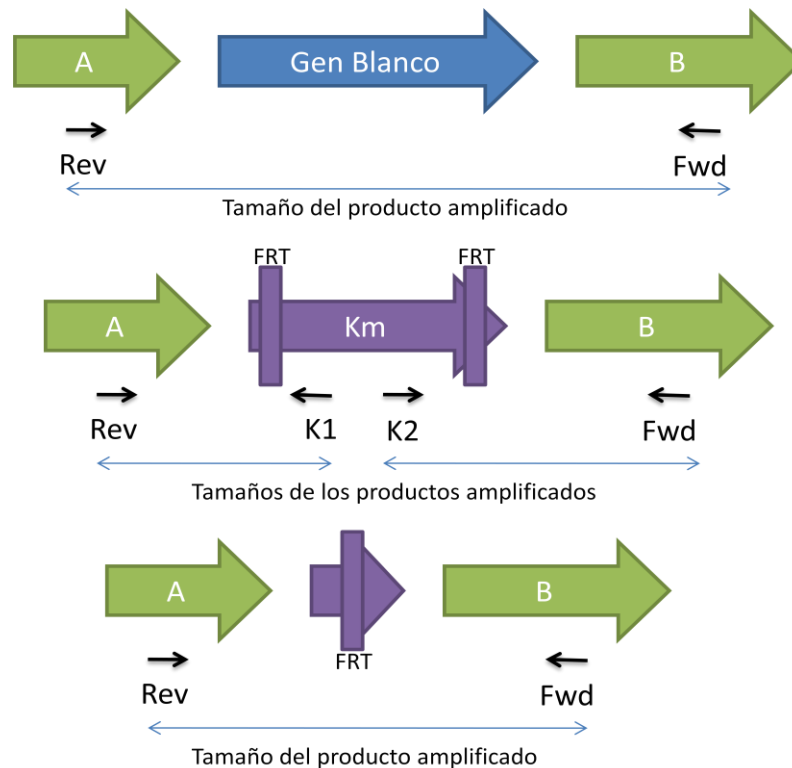 A Gen Blanco B
Rev Fwd
Tamaño del producto amplificado
FRT FRT
A Km B
Rev K1 K2 Fwd
Tamaños de los productos amplificados
A B
FRT
Rev Fwd
Tamaño del producto amplificado